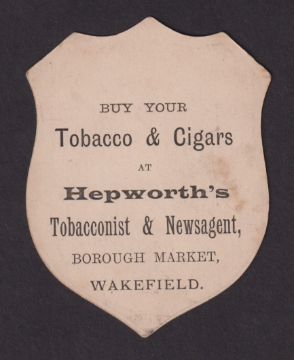 BUY YOUR
Tobacco & Cigars
AT
Hepworth's
Tobacconist & Newsagent,
BOROUGH MARKET,
WAKEFIELD.